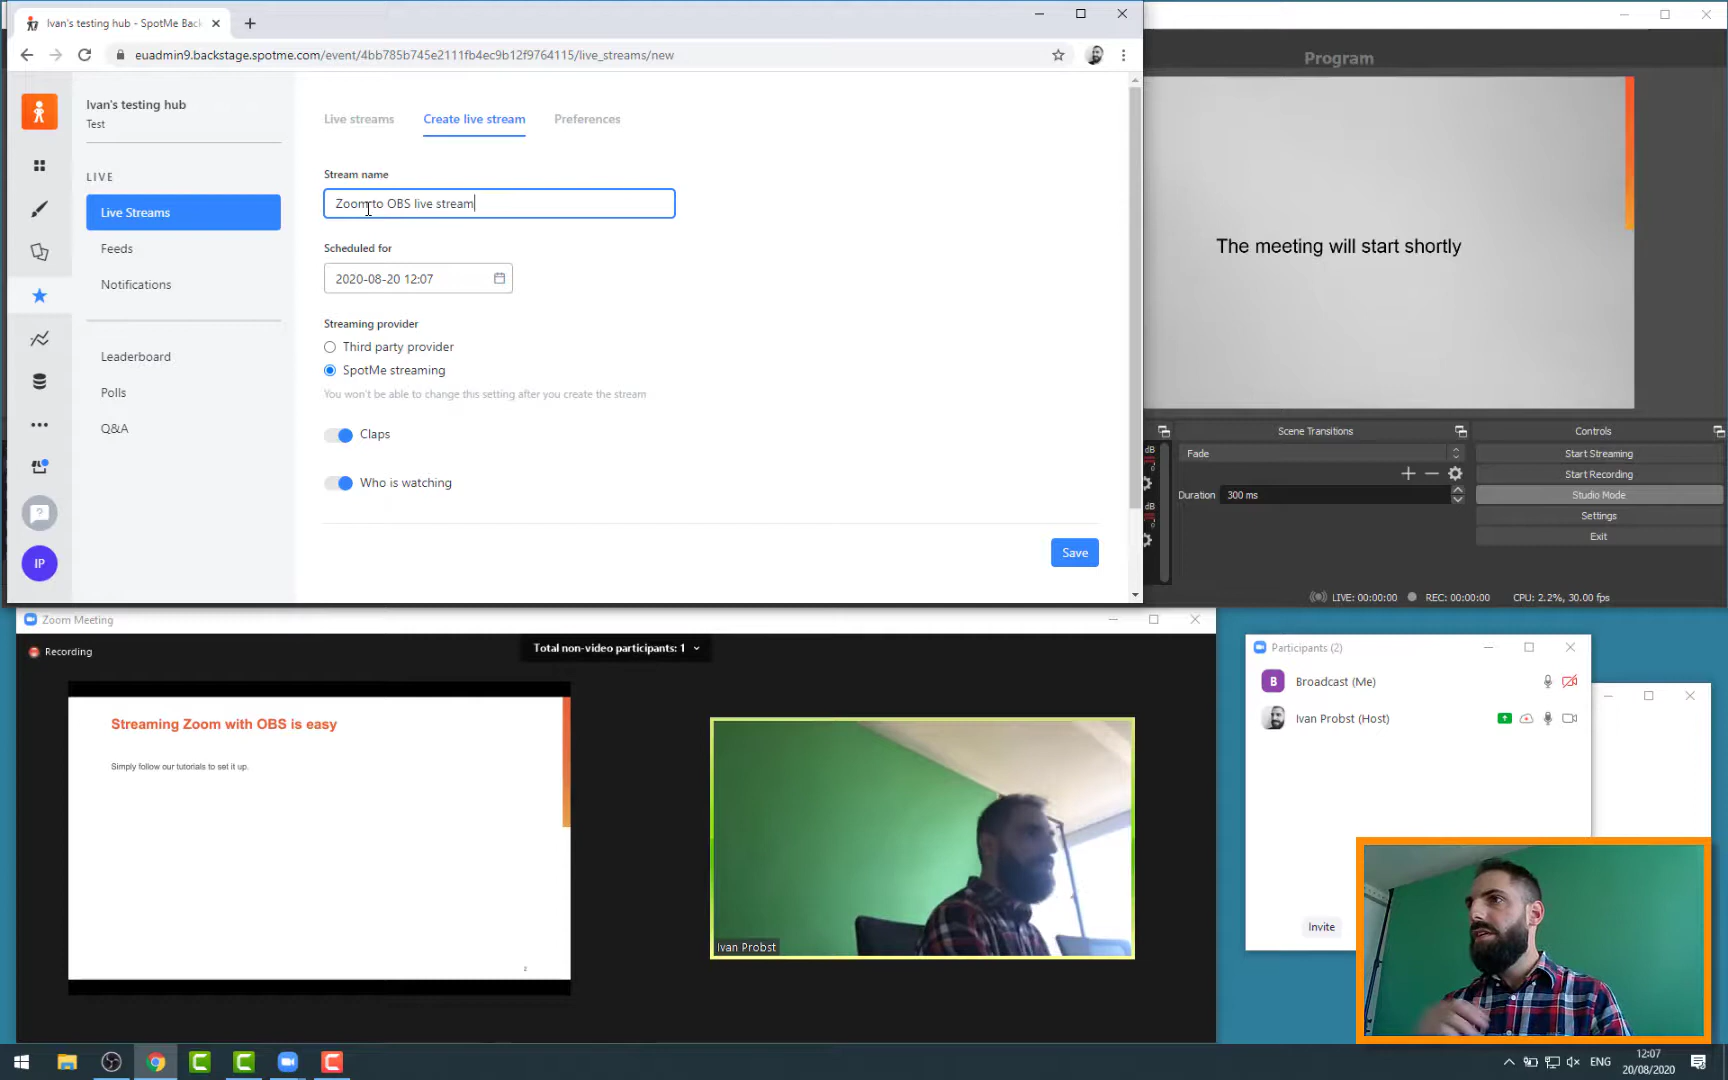 Ivan's testing hub - SpotMe Back
euadmin9.backstage.spotme.com/event/4bb785b745e2111fb4ec9b12f9764115/live_streams/new
Ivan's testing hub
Test
LIVE
Live Streams
Feeds
Notifications
Leaderboard
Polls
Q&A
IP
Live streams
Create live stream
Preferences
Stream name
Zoom to OBS live stream
Scheduled for
2020-08-20 12:07
Streaming provider
Third party provider
SpotMe streaming
You won't be able to change this setting after you create the stream
Claps
Who is watching
Save
Program
The meeting will start shortly
dB
0
dB
0
Scene Transitions
Fade
Duration
300 ms
Controls
Start Streaming
Start Recording
Studio Mode
Settings
Exit
LIVE: 00:00:00
REC: 00:00:00
CPU: 2.2%, 30.00 fps
Zoom Meeting
Recording
Total non-video participants: 1
Streaming Zoom with OBS is easy
Simply follow our tutorials to set it up.
2
Ivan Probst
Participants (2)
B
Broadcast (Me)
Ivan Probst (Host)
Invite
ENG
12:07
20/08/2020